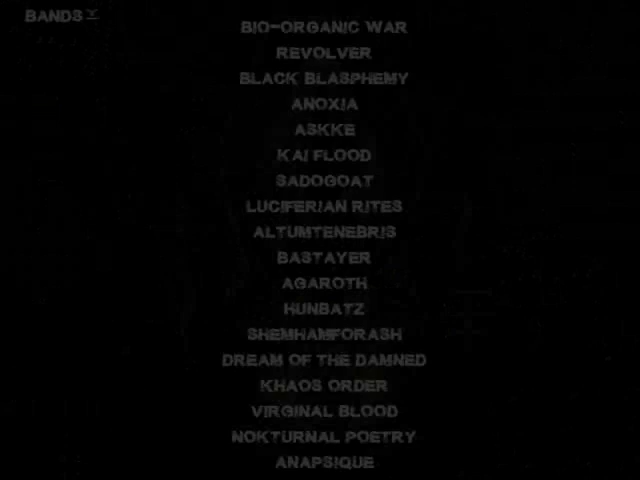 BANDS
BIO-ORGANIC WAR
REVOLVER
BLACK BLASPHEMY
ANOXIA
ASKKE
KAI FLOOD
SADOGOAT
LUCIFERIAN RITES
ALTUMTENEBRIS
BASTAYER
AGAROTH
HUNBATZ
SHEMHAMFORASH
DREAM OF THE DAMNED
KHAOS ORDER
VIRGINAL BLOOD
NOKTURNAL POETRY
ANAPSIQUE